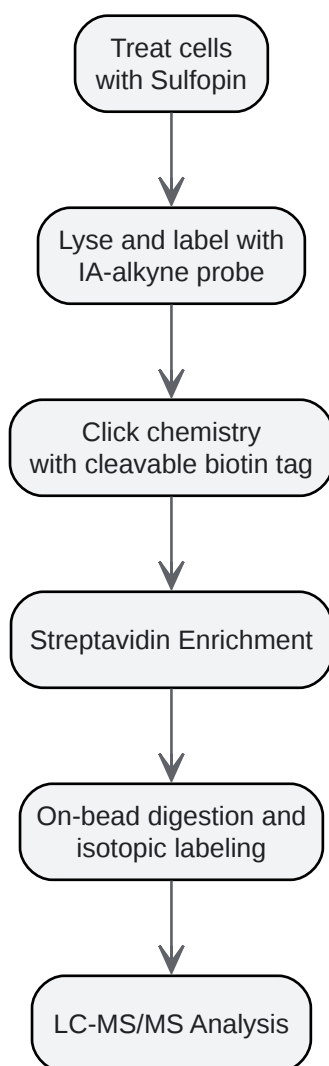 Treat cells
with Sulfopin
Lyse and label with
IA-alkyne probe
Click chemistry
with cleavable biotin tag
Streptavidin Enrichment
On-bead digestion and
isotopic labeling
LC-MS/MS Analysis